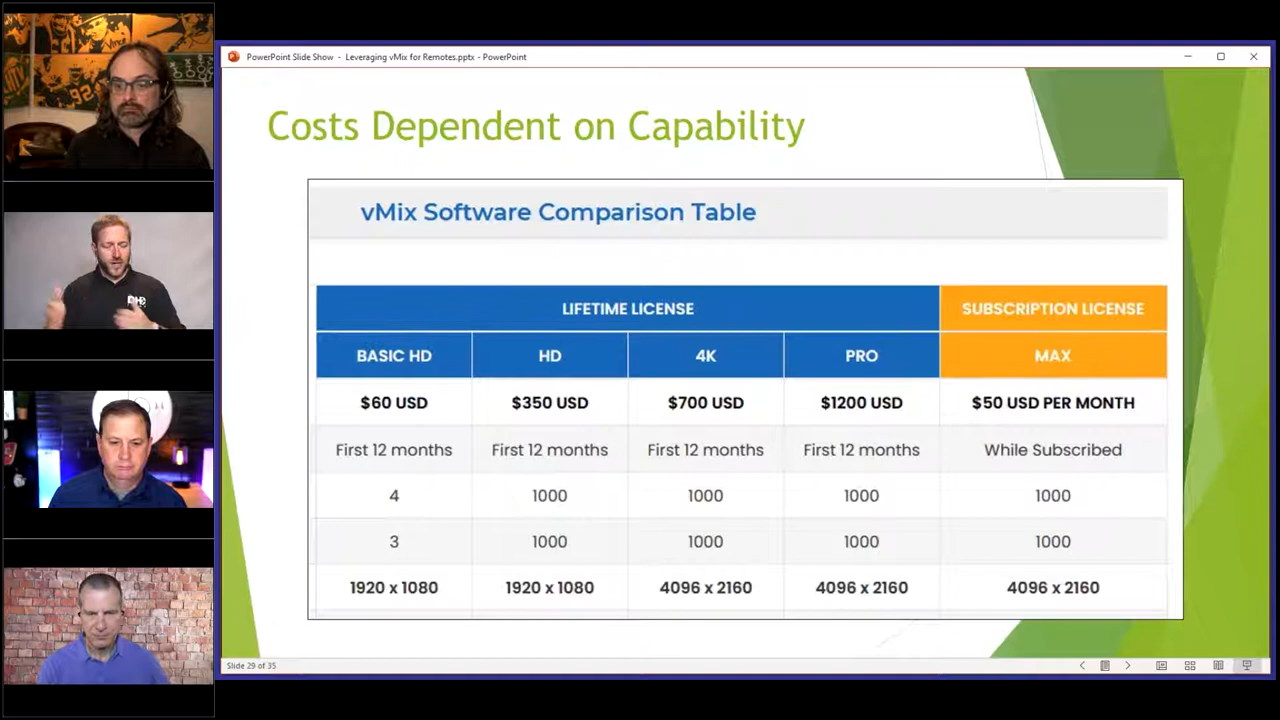 PowerPoint Slide Show - Leveraging vMix for Remotes.pptx - PowerPoint
Costs Dependent on Capability
vMix Software Comparison Table
LIFETIME LICENSE SUBSCRIPTION LICENSE
BASIC HD HD 4K PRO MAX
$60 USD $350 USD $700 USD $1200 USD $50 USD PER MONTH
First 12 months First 12 months First 12 months First 12 months While Subscribed
4 1000 1000 1000 1000
3 1000 1000 1000 1000
1920 x 1080 1920 x 1080 4096 x 2160 4096 x 2160 4096 x 2160
Slide 29 of 35